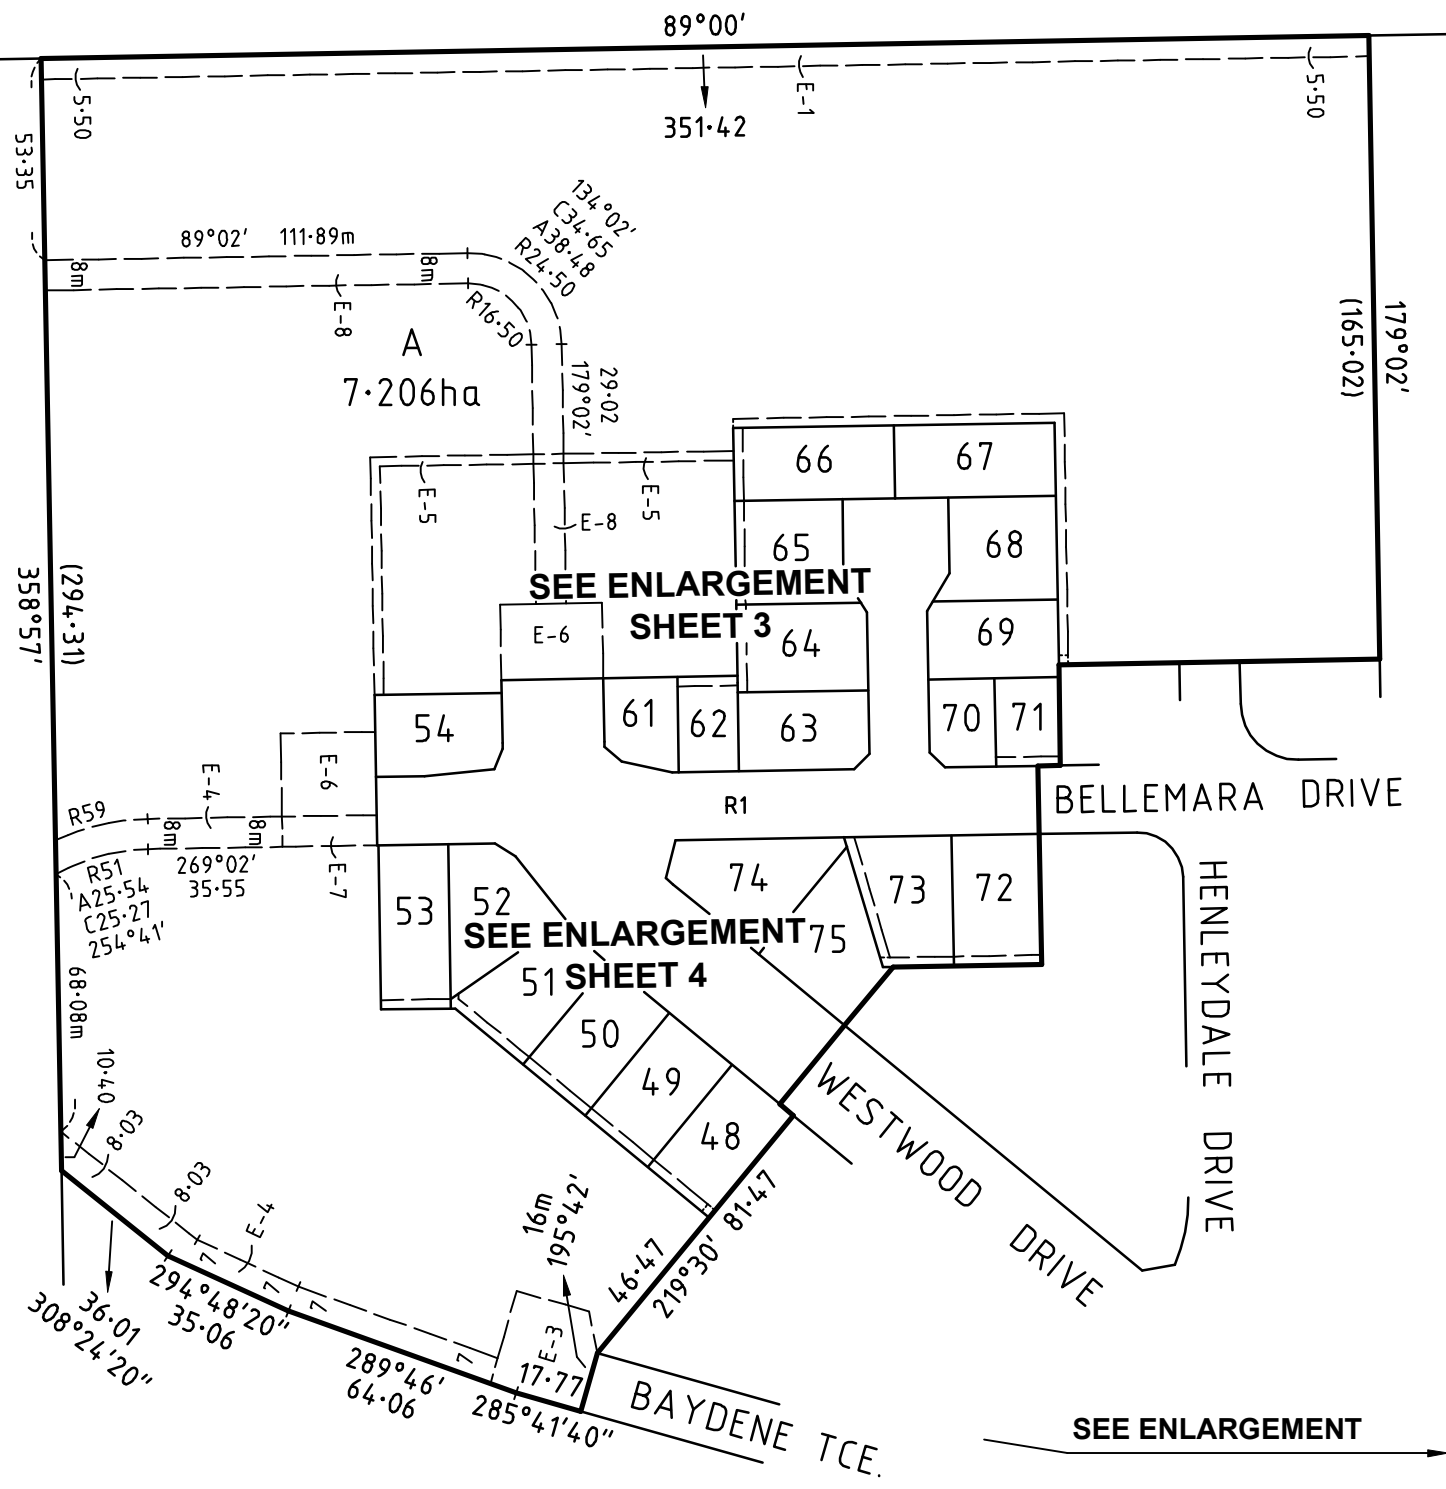 89°00'
5·50
E-1
5·50
351·42
53·35
134°02'
C34·65
A38·48
R24·50
89°02' 111·89m
8m
8m
E-8
R16·50
A
7·206ha
29·02
179°02'
179°02'
(165·02)
66
67
E-5
E-5
E-8
65
68
SEE ENLARGEMENT
SHEET 3
E-6
64
69
(294·31)
358°57'
54
61
62
63
70
71
E-6
E-4
R1
BELLEMARA DRIVE
R59
8m
8m
R51
A25·54
C25·27
254°41'
269°02'
35·55
E-7
53
52
74
73
72
SEE ENLARGEMENT
SHEET 4
75
51
50
49
48
HENLEYDALE DRIVE
WESTWOOD DRIVE
68·08m
10·40
8·03
8·03
E-4
7
7
7
7
16m
195°42'
46·47
81·47
219°30'
E-3
17·77
36·01
308°24'20"
294°48'20"
35·06
289°46'
64·06
285°41'40"
BAYDENE TCE.
SEE ENLARGEMENT